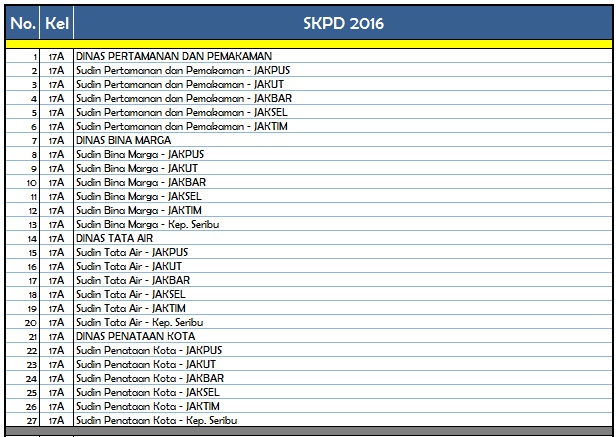 No. Kel SKPD 2016
1 17A DINAS PERTAMANAN DAN PEMAKAMAN
2 17A Sudin Pertamanan dan Pemakaman - JAKPUS
3 17A Sudin Pertamanan dan Pemakaman - JAKUT
4 17A Sudin Pertamanan dan Pemakaman - JAKBAR
5 17A Sudin Pertamanan dan Pemakaman - JAKSEL
6 17A Sudin Pertamanan dan Pemakaman - JAKTIM
7 17A DINAS BINA MARGA
8 17A Sudin Bina Marga - JAKPUS
9 17A Sudin Bina Marga - JAKUT
10 17A Sudin Bina Marga - JAKBAR
11 17A Sudin Bina Marga - JAKSEL
12 17A Sudin Bina Marga - JAKTIM
13 17A Sudin Bina Marga - Kep. Seribu
14 17A DINAS TATA AIR
15 17A Sudin Tata Air - JAKPUS
16 17A Sudin Tata Air - JAKUT
17 17A Sudin Tata Air - JAKBAR
18 17A Sudin Tata Air - JAKSEL
19 17A Sudin Tata Air - JAKTIM
20 17A Sudin Tata Air - Kep. Seribu
21 17A DINAS PENATAAN KOTA
22 17A Sudin Penataan Kota - JAKPUS
23 17A Sudin Penataan Kota - JAKUT
24 17A Sudin Penataan Kota - JAKBAR
25 17A Sudin Penataan Kota - JAKSEL
26 17A Sudin Penataan Kota - JAKTIM
27 17A Sudin Penataan Kota - Kep. Seribu